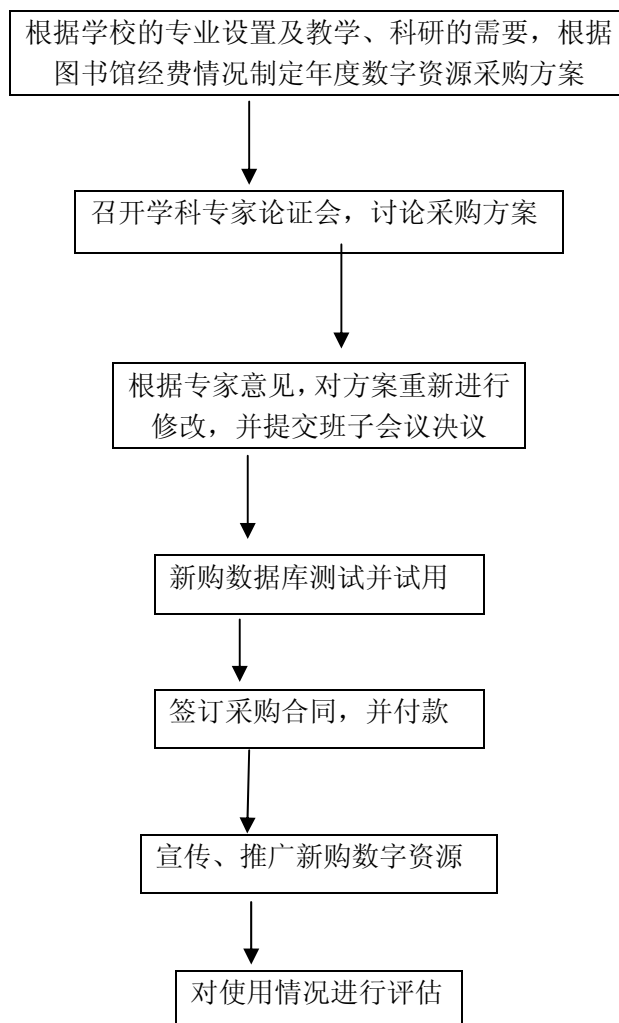 根据学校的专业设置及教学、科研的需要，根据
图书馆经费情况制定年度数字资源采购方案
召开学科专家论证会，讨论采购方案
根据专家意见，对方案重新进行
修改，并提交班子会议决议
新购数据库测试并试用
签订采购合同，并付款
宣传、推广新购数字资源
对使用情况进行评估